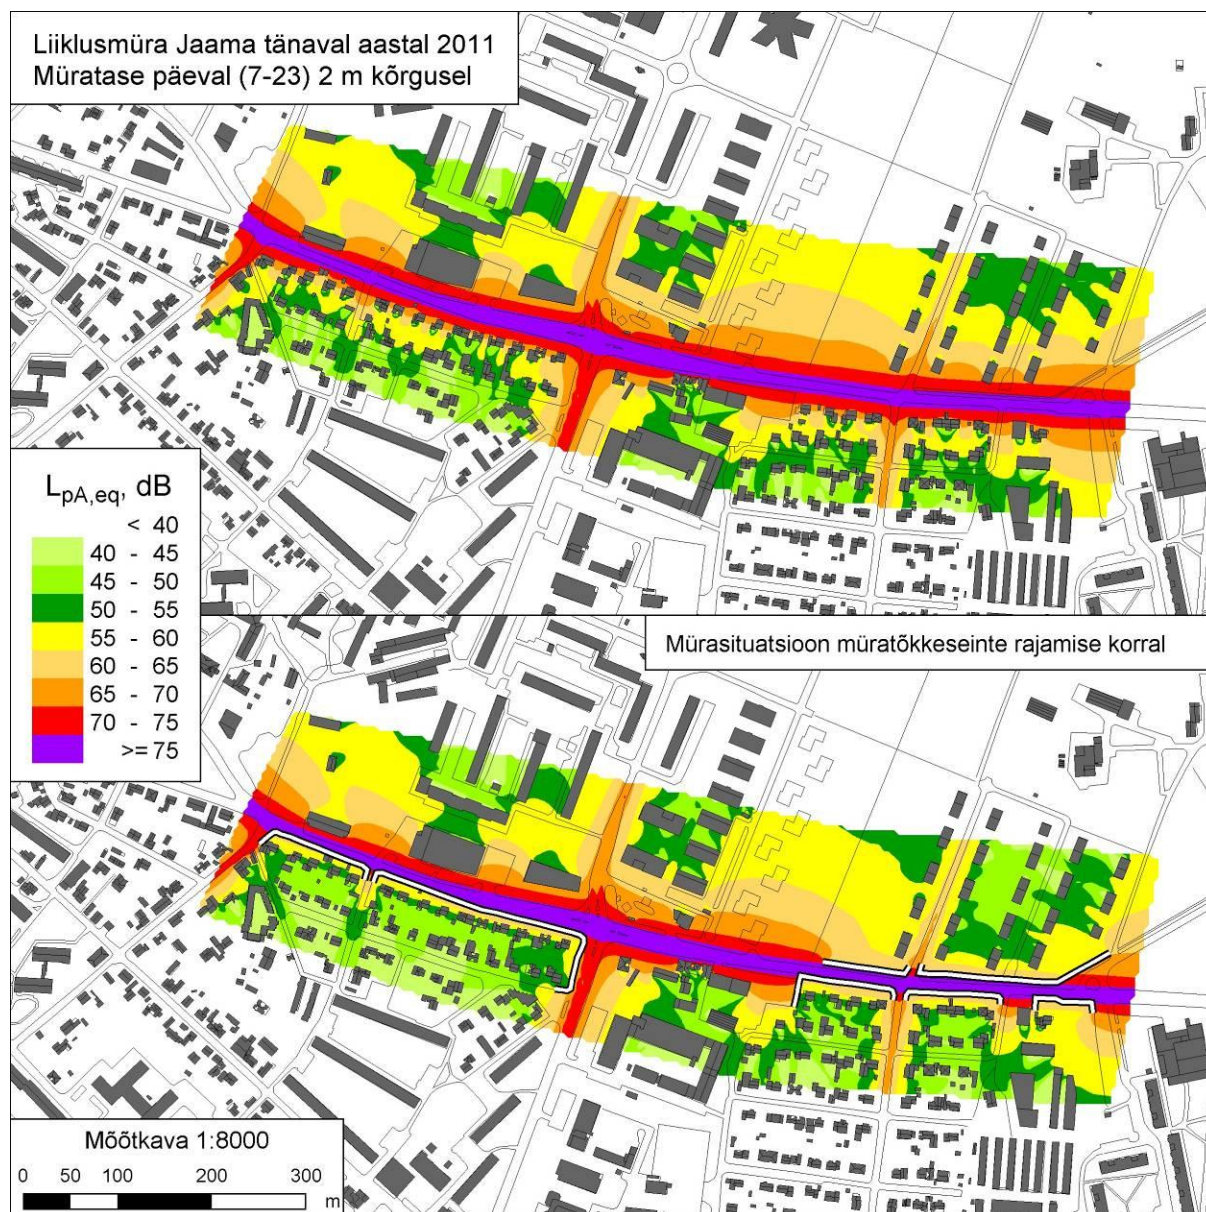 Liiklusmüra Jaama tänaval aastal 2011
Müratase päeval (7-23) 2 m kõrgusel
LpA,eq, dB
< 40
40 - 45
45 - 50
50 - 55
55 - 60
60 - 65
65 - 70
70 - 75
>= 75
Mürasituatsioon müratõkkeseinte rajamise korral
Mõõtkava 1:8000
0 50 100 200 300
m